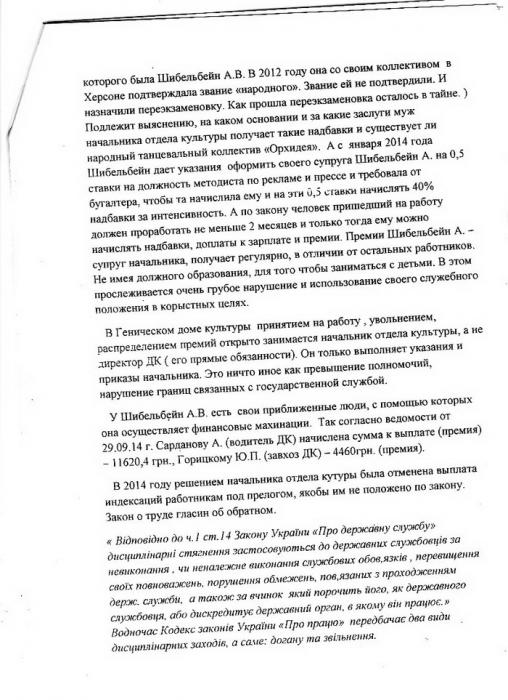 которого была Шибельбейн А.В. В 2012 году она со своим коллективом в
Херсоне подтверждала звание «народного». Звание ей не подтвердили. И
назначили переэкзаменовку. Как прошла переэкзаменовка осталось в тайне. )
Подлежит выяснению, на каком основании и за какие заслуги муж
начальника отдела культуры получает такие надбавки и существует ли
народный танцевальный коллектив «Орхидея». А с января 2014 года
Шибельбейн дает указания оформить своего супруга Шибельбейн А. на 0,5
ставки на должность методиста по рекламе и прессе и требовала от
бугалтера, чтобы та начислила ему и на эти 0,5 ставки начислять 40%
надбавки за интенсивность. А по закону человек пришедший на работу
должен проработать не меньше 2 месяцев и только тогда ему можно
начислять надбавки, доплаты к зарплате и премии. Премии Шибельбейн А. –
супруг начальника, получает регулярно, в отличии от остальных работников.
Не имея должного образования, для того чтобы заниматься с детьми. В этом
прослеживается очень грубое нарушение и использование своего служебного
положения в корыстных целях.
В Геническом доме культуры принятием на работу , увольнением,
распределением премий открыто занимается начальник отдела культуры, а не
директор ДК ( его прямые обязанности). Он только выполняет указания и
приказы начальника. Это ничто иное как превышение полномочий,
нарушение границ связанных с государственной службой.
У Шибельбейн А.В. есть свои приближенные люди, с помощью которых
она осуществляет финансовые махинации. Так согласно ведомости от
29.09.14 г. Сарданову А. (водитель ДК) начислена сумма к выплате (премия)
– 11620,4 грн., Горицкому Ю.П. (завхоз ДК) – 4460грн. (премия).
В 2014 году решением начальника отдела кутуры была отменена выплата
индексаций работникам под прелогом, якобы им не положено по закону.
Закон о труде гласин об обратном.
« Відповідно до ч.1 ст.14 Закону України «Про державну службу»
дисциплінарні стягнення застосовуються до державних службовців за
невиконання , чи неналежне виконання службових обов,язків , перевищення
своїх повноважень, порушення обмежень, пов,язаних з проходженням
держ. служби, а також за вчинок який порочить його, як державного
службовця, або дискредитує державний орган, в якому він працює.»
Водночас Кодекс законів України «Про працю» передбачає два види
дисциплінарних заходів, а саме: догану та звільнення.